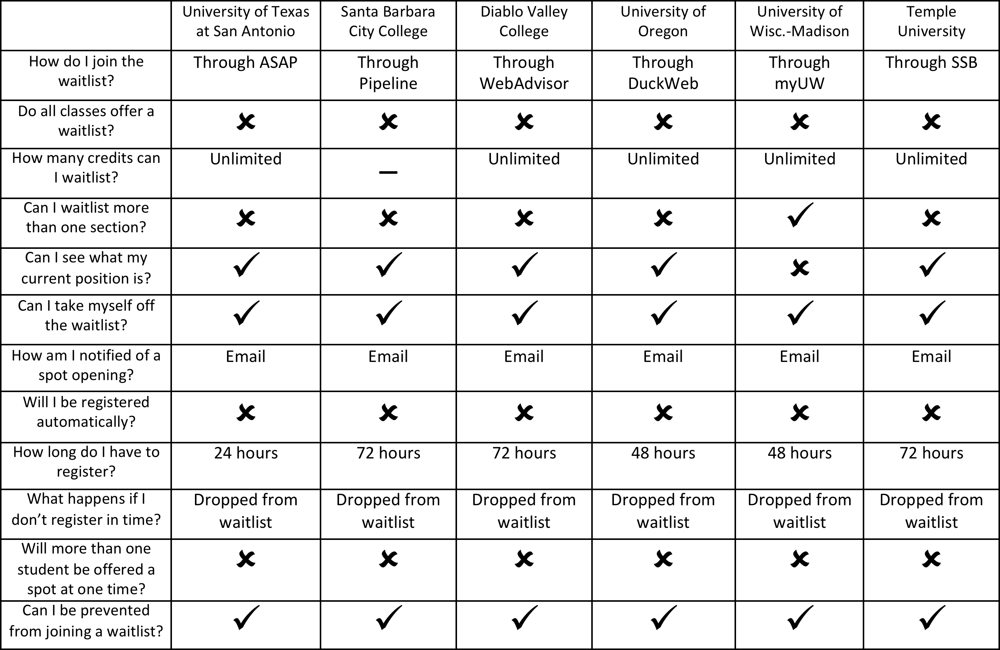 University of Texas
at San Antonio
Santa Barbara
City College
Diablo Valley
College
University of
Oregon
University of
Wisc.-Madison
Temple
University
How do I join the
waitlist?
Through ASAP
Through
Pipeline
Through
WebAdvisor
Through
DuckWeb
Through
myUW
Through SSB
Do all classes offer a
waitlist?
✘
✘
✘
✘
✘
✘
How many credits can
I waitlist?
Unlimited
—
Unlimited
Unlimited
Unlimited
Unlimited
Can I waitlist more
than one section?
✘
✘
✘
✘
✓
✘
Can I see what my
current position is?
✓
✓
✓
✓
✘
✓
Can I take myself off
the waitlist?
✓
✓
✓
✓
✓
✓
How am I notified of a
spot opening?
Email
Email
Email
Email
Email
Email
Will I be registered
automatically?
✘
✘
✘
✘
✘
✘
How long do I have to
register?
24 hours
72 hours
72 hours
48 hours
48 hours
72 hours
What happens if I
don’t register in time?
Dropped from
waitlist
Dropped from
waitlist
Dropped from
waitlist
Dropped from
waitlist
Dropped from
waitlist
Dropped from
waitlist
Will more than one
student be offered a
spot at one time?
✘
✘
✘
✘
✘
✘
Can I be prevented
from joining a waitlist?
✓
✓
✓
✓
✓
✓